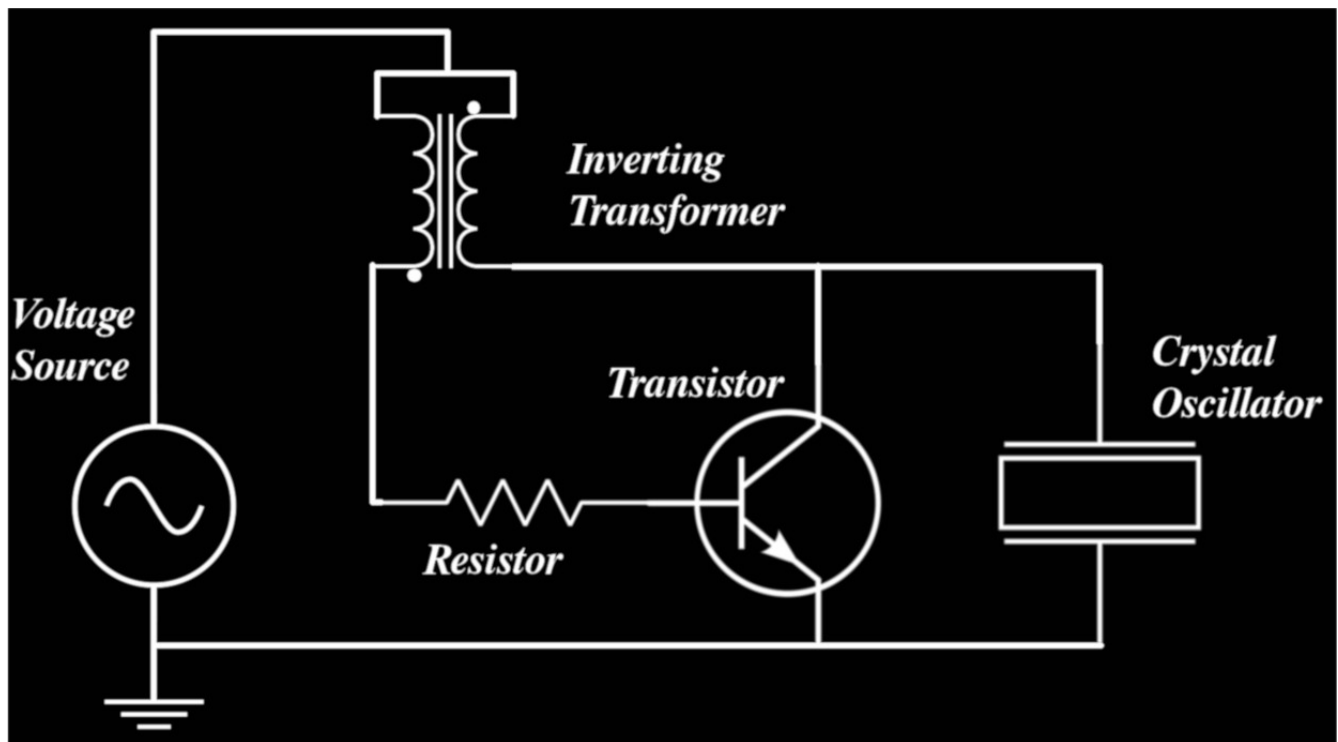 Inverting
Transformer
Voltage
Source
Transistor
Crystal
Oscillator
Resistor